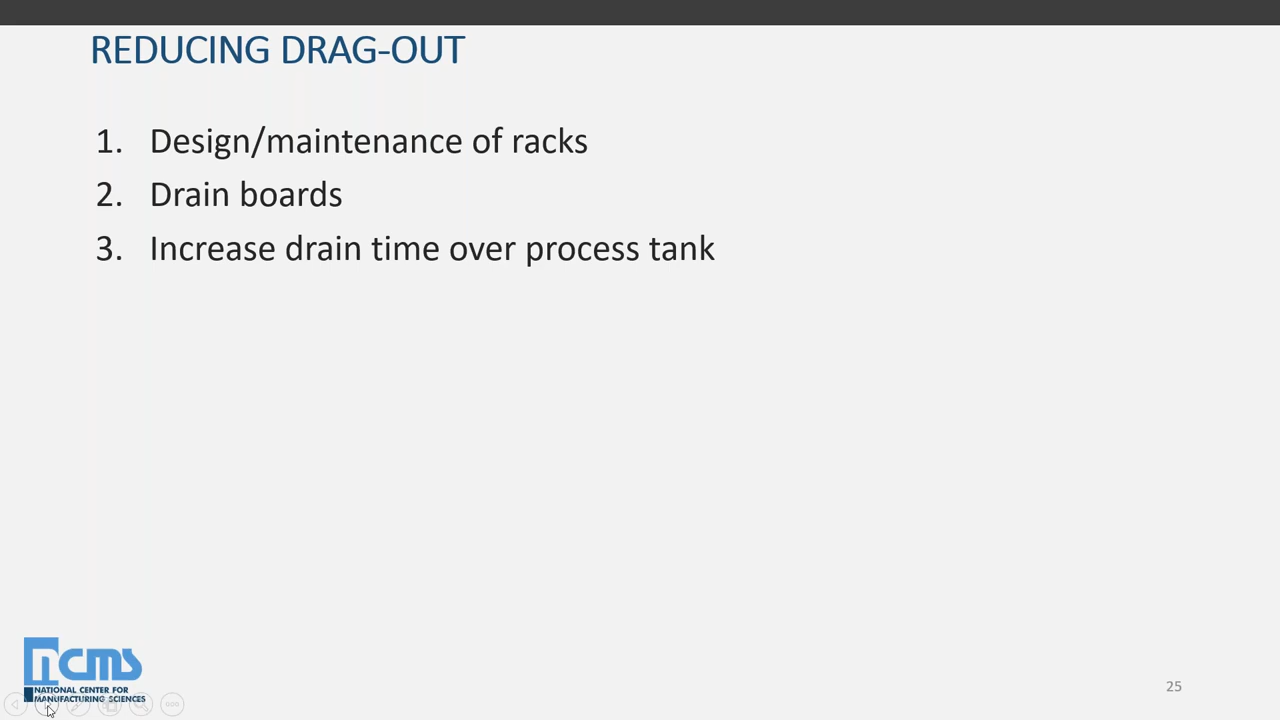 REDUCING DRAG-OUT
1. Design/maintenance of racks
2. Drain boards
3. Increase drain time over process tank
ncms
NATIONAL CENTER FOR
MANUFACTURING SCIENCES
25